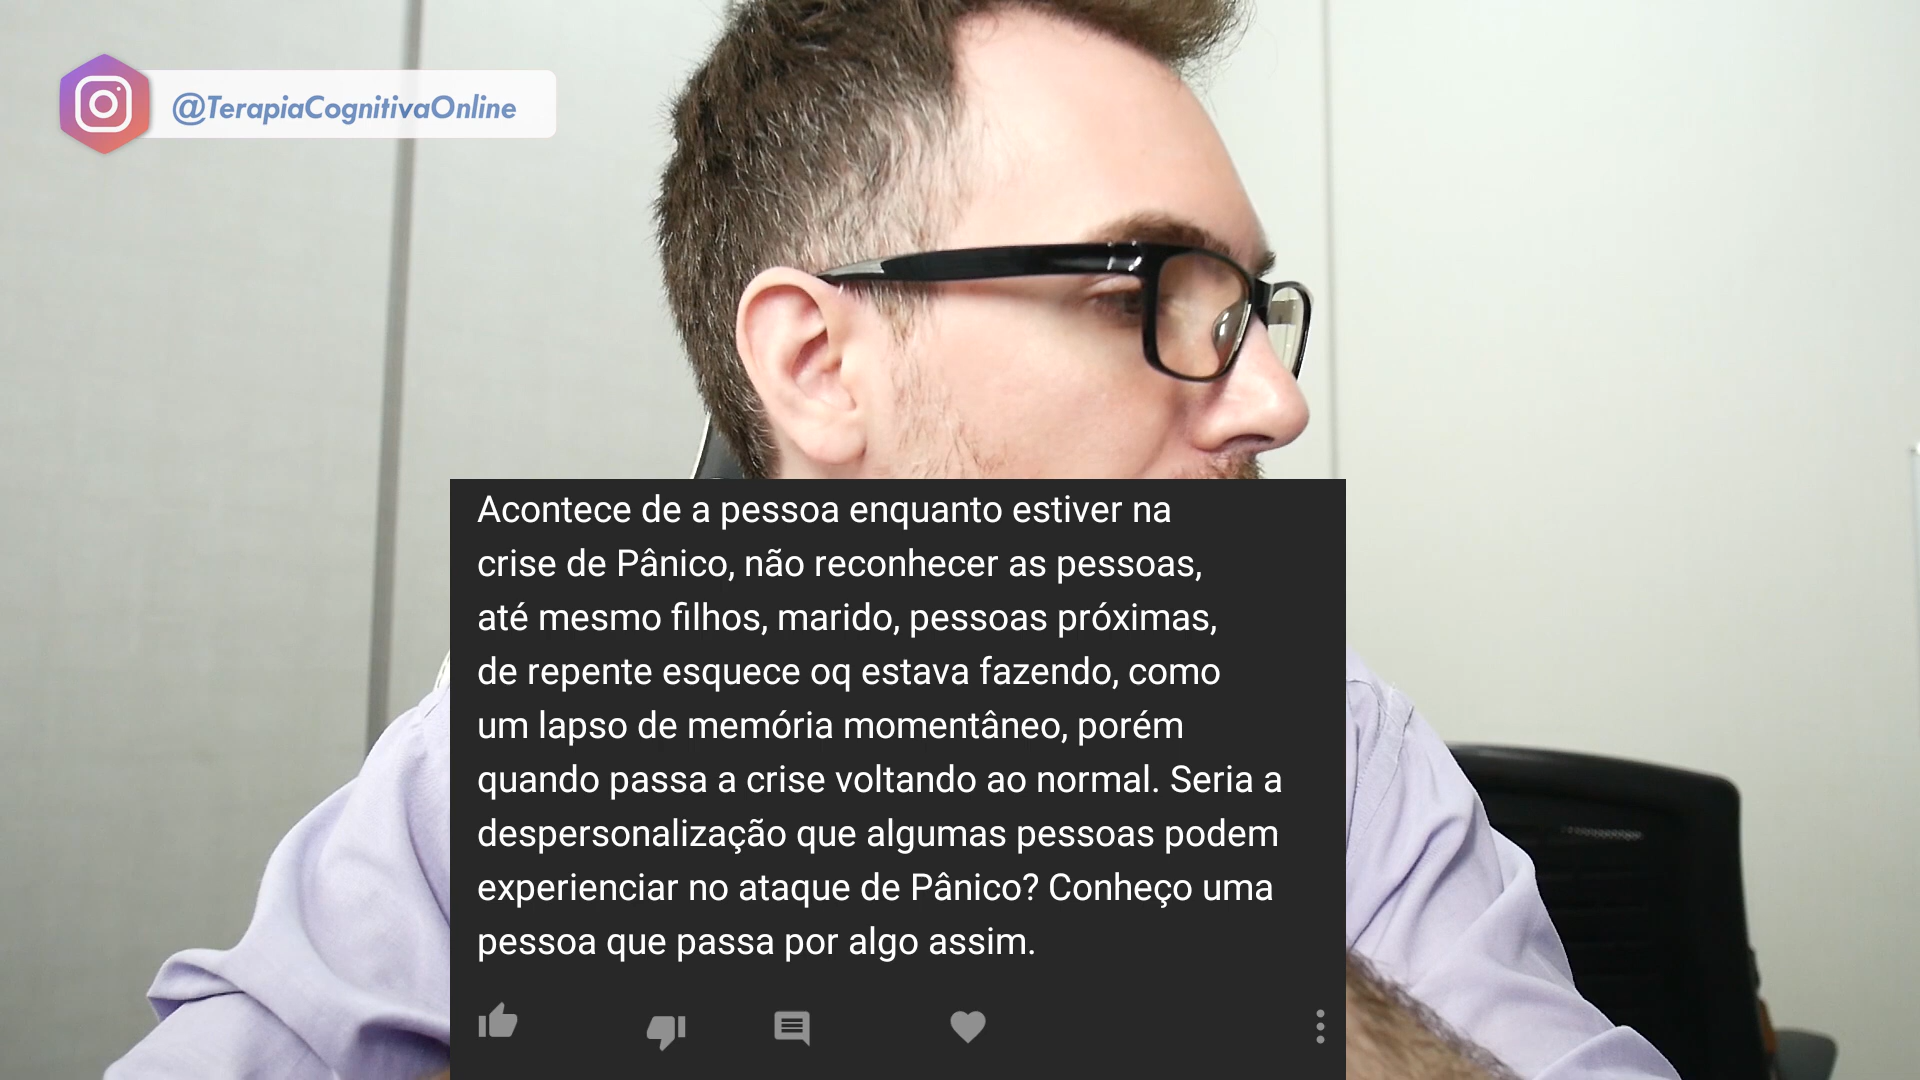 @TerapiaCognitivaOnline
Acontece de a pessoa enquanto estiver na
crise de Pânico, não reconhecer as pessoas,
até mesmo filhos, marido, pessoas próximas,
de repente esquece oq estava fazendo, como
um lapso de memória momentâneo, porém
quando passa a crise voltando ao normal. Seria a
despersonalização que algumas pessoas podem
experienciar no ataque de Pânico? Conheço uma
pessoa que passa por algo assim.